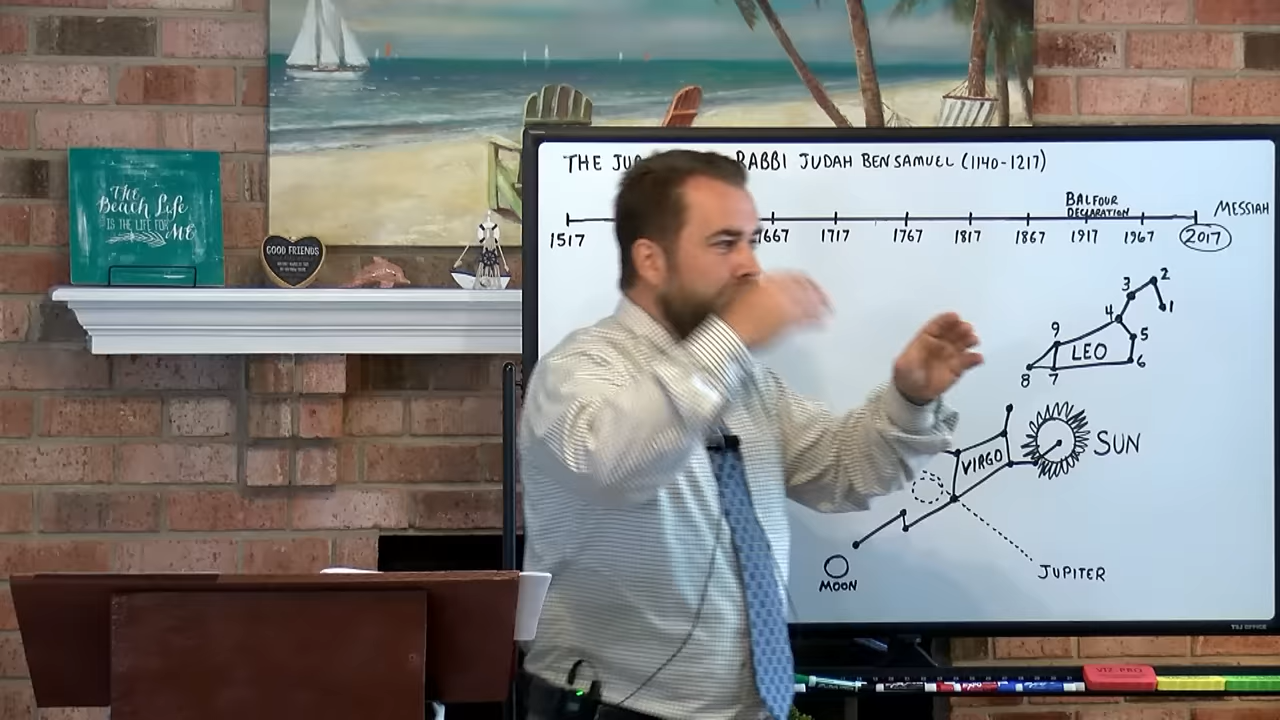 The
Beach Life
IS THE LIFE FOR
ME
GOOD FRIENDS
THE JU RABBI JUDAH BEN SAMUEL (1140-1217)
BALFOUR
DECLARATION
MESSIAH
1517 1667 1717 1767 1817 1867 1917 1967 2017
2
3
1
4
9
5
LEO
6
8 7
VIRGO
SUN
MOON
JUPITER